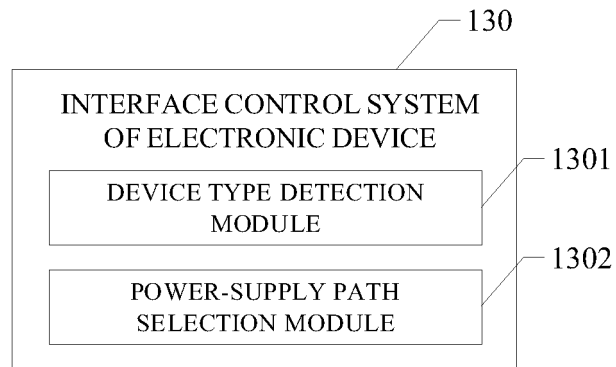 130
INTERFACE CONTROL SYSTEM
OF ELECTRONIC DEVICE
1301
DEVICE TYPE DETECTION
MODULE
1302
POWER-SUPPLY PATH
SELECTION MODULE